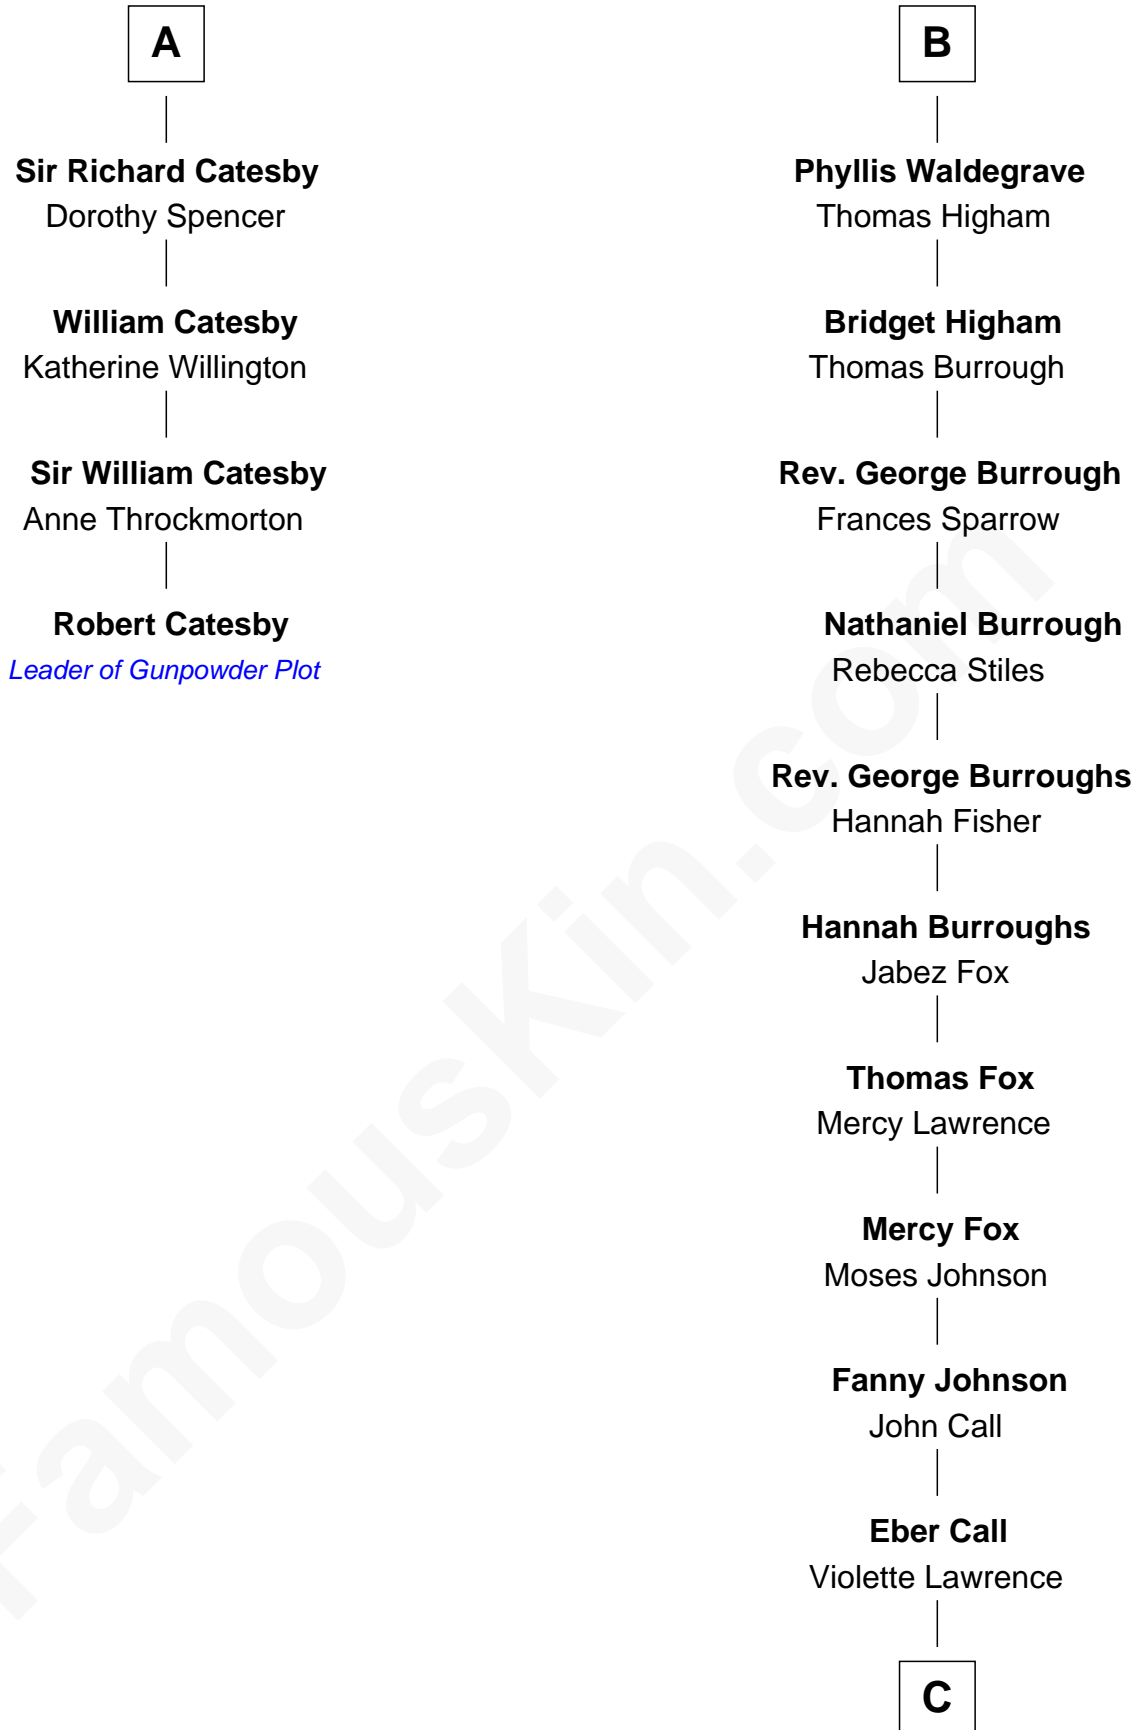 A
Sir Richard Catesby
Dorothy Spencer
William Catesby
Katherine Willington
Sir William Catesby
Anne Throckmorton
Robert Catesby
Leader of Gunpowder Plot
B
Phyllis Waldegrave
Thomas Higham
Bridget Higham
Thomas Burrough
Rev. George Burrough
Frances Sparrow
Nathaniel Burrough
Rebecca Stiles
Rev. George Burroughs
Hannah Fisher
Hannah Burroughs
Jabez Fox
Thomas Fox
Mercy Lawrence
Mercy Fox
Moses Johnson
Fanny Johnson
John Call
Eber Call
Violette Lawrence
C
FamousKin.com